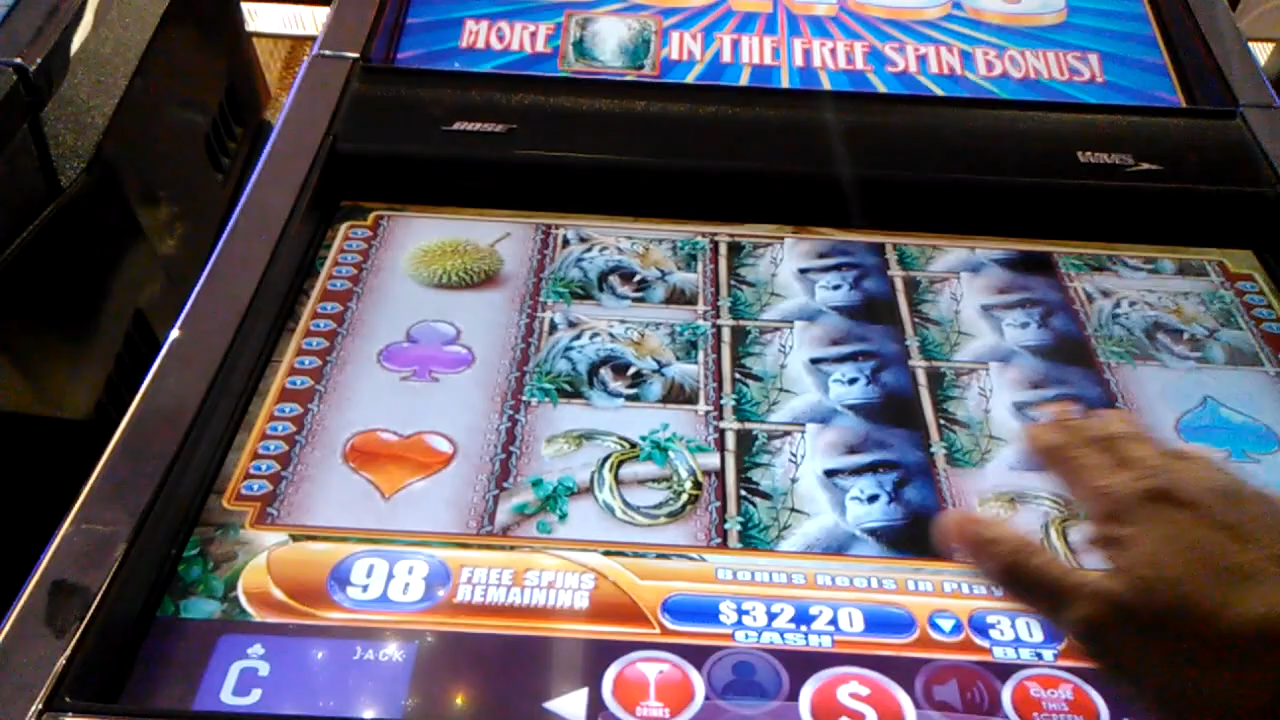 MORE IN THE FREE SPIN BONUS!
BOSE
WMS
98 FREE SPINS REMAINING
Bonus Reels in Play
$32.20
CASH
30
BET
C
JACK
DRINKS
$
CLOSE
THIS
SCREEN